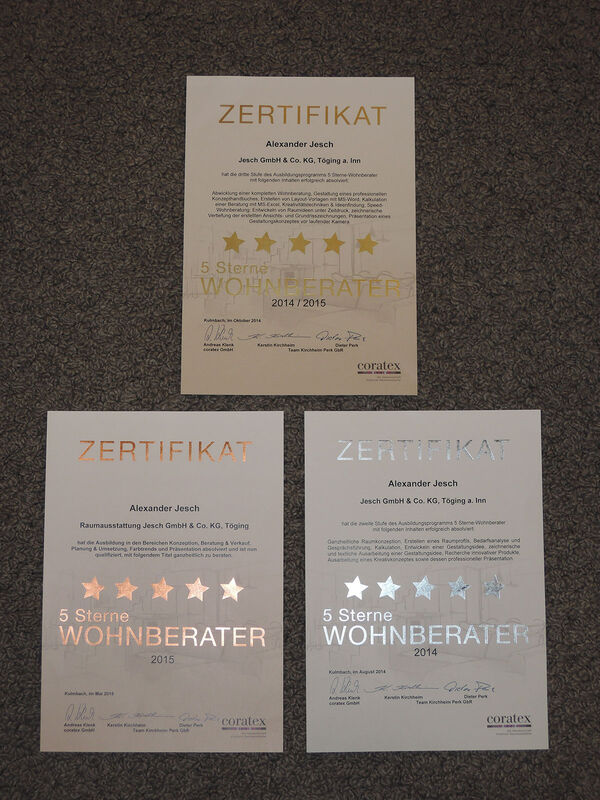 ZERTIFIKAT
Alexander Jesch
Jesch GmbH & Co. KG, Töging a. Inn
hat die dritte Stufe des Ausbildungsprogramms 5 Sterne-Wohnberater
mit folgenden Inhalten erfolgreich absolviert:
Abwicklung einer kompletten Wohnberatung, Gestaltung eines professionellen
Konzepthandbuches, Erstellen von Layout-Vorlagen mit MS-Word, Kalkulation
einer Beratung mit MS-Excel, Kreativitätstechniken & Ideenfindung, Speed-
Wohnberatung: Entwickeln von Raumideen unter Zeitdruck, zeichnerische
Vertiefung der erstellten Ansichts- und Grundrisszeichnungen, Präsentation eines
Gestaltungskonzeptes vor laufender Kamera.
5 Sterne
WOHNBERATER
2014 / 2015
Kulmbach, im Oktober 2014
Andreas Klenk Kerstin Kirchheim Dieter Perk
coratex GmbH Team Kirchheim Perk GbR
coratex
ZERTIFIKAT
Alexander Jesch
Raumausstattung Jesch GmbH & Co. KG, Töging
hat die Ausbildung in den Bereichen Konzeption, Beratung & Verkauf,
Planung & Umsetzung, Farbtrends und Präsentation absolviert und ist nun
qualifiziert, mit folgendem Titel ganzheitlich zu beraten.
5 Sterne
WOHNBERATER
2015
Kulmbach, im Mai 2015
Andreas Klenk Kerstin Kirchheim Dieter Perk
coratex GmbH Team Kirchheim Perk GbR
coratex
ZERTIFIKAT
Alexander Jesch
Jesch GmbH & Co. KG, Töging a. Inn
hat die zweite Stufe des Ausbildungsprogramms 5 Sterne-Wohnberater
mit folgenden Inhalten erfolgreich absolviert:
Ganzheitliche Raumkonzeption, Erstellen eines Raumprofils, Bedarfsanalyse und
Gesprächsführung, Kalkulation, Entwickeln einer Gestaltungsidee, zeichnerische
und textliche Ausarbeitung einer Gestaltungsidee, Recherche innovativer Produkte,
Ausarbeitung eines Kreativkonzeptes sowie dessen professioneller Präsentation.
5 Sterne
WOHNBERATER
2014
Kulmbach, im August 2014
Andreas Klenk Kerstin Kirchheim Dieter Perk
coratex GmbH Team Kirchheim Perk GbR
coratex